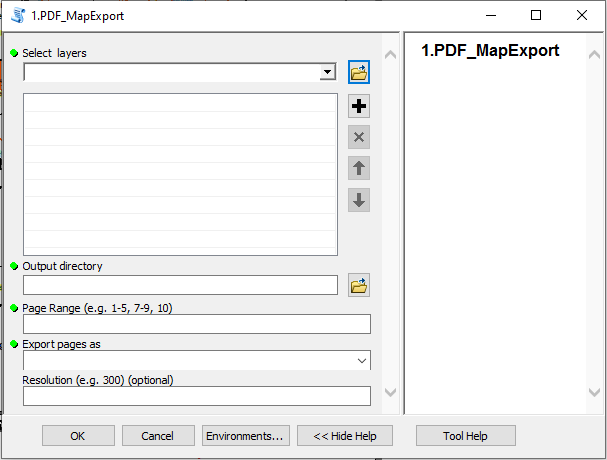 1.PDF_MapExport
Select layers
1.PDF_MapExport
Output directory
Page Range (e.g. 1-5, 7-9, 10)
Export pages as
Resolution (e.g. 300) (optional)
OK
Cancel
Environments...
<< Hide Help
Tool Help